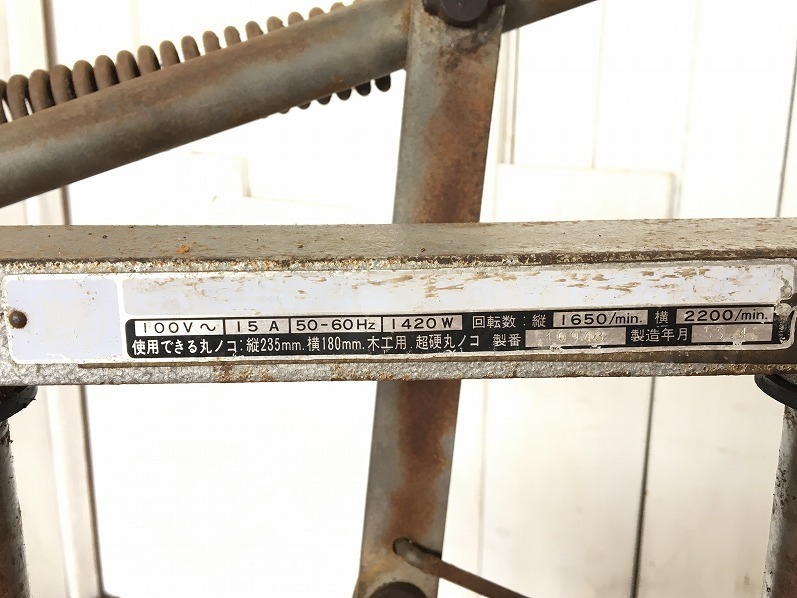 100V～ 15A 50-60Hz 1420W 回転数：縦 1650/min. 横 2200/min.
使用できる丸ノコ：縦235mm.横180mm.木工用.超硬丸ノコ 製番 製造年月